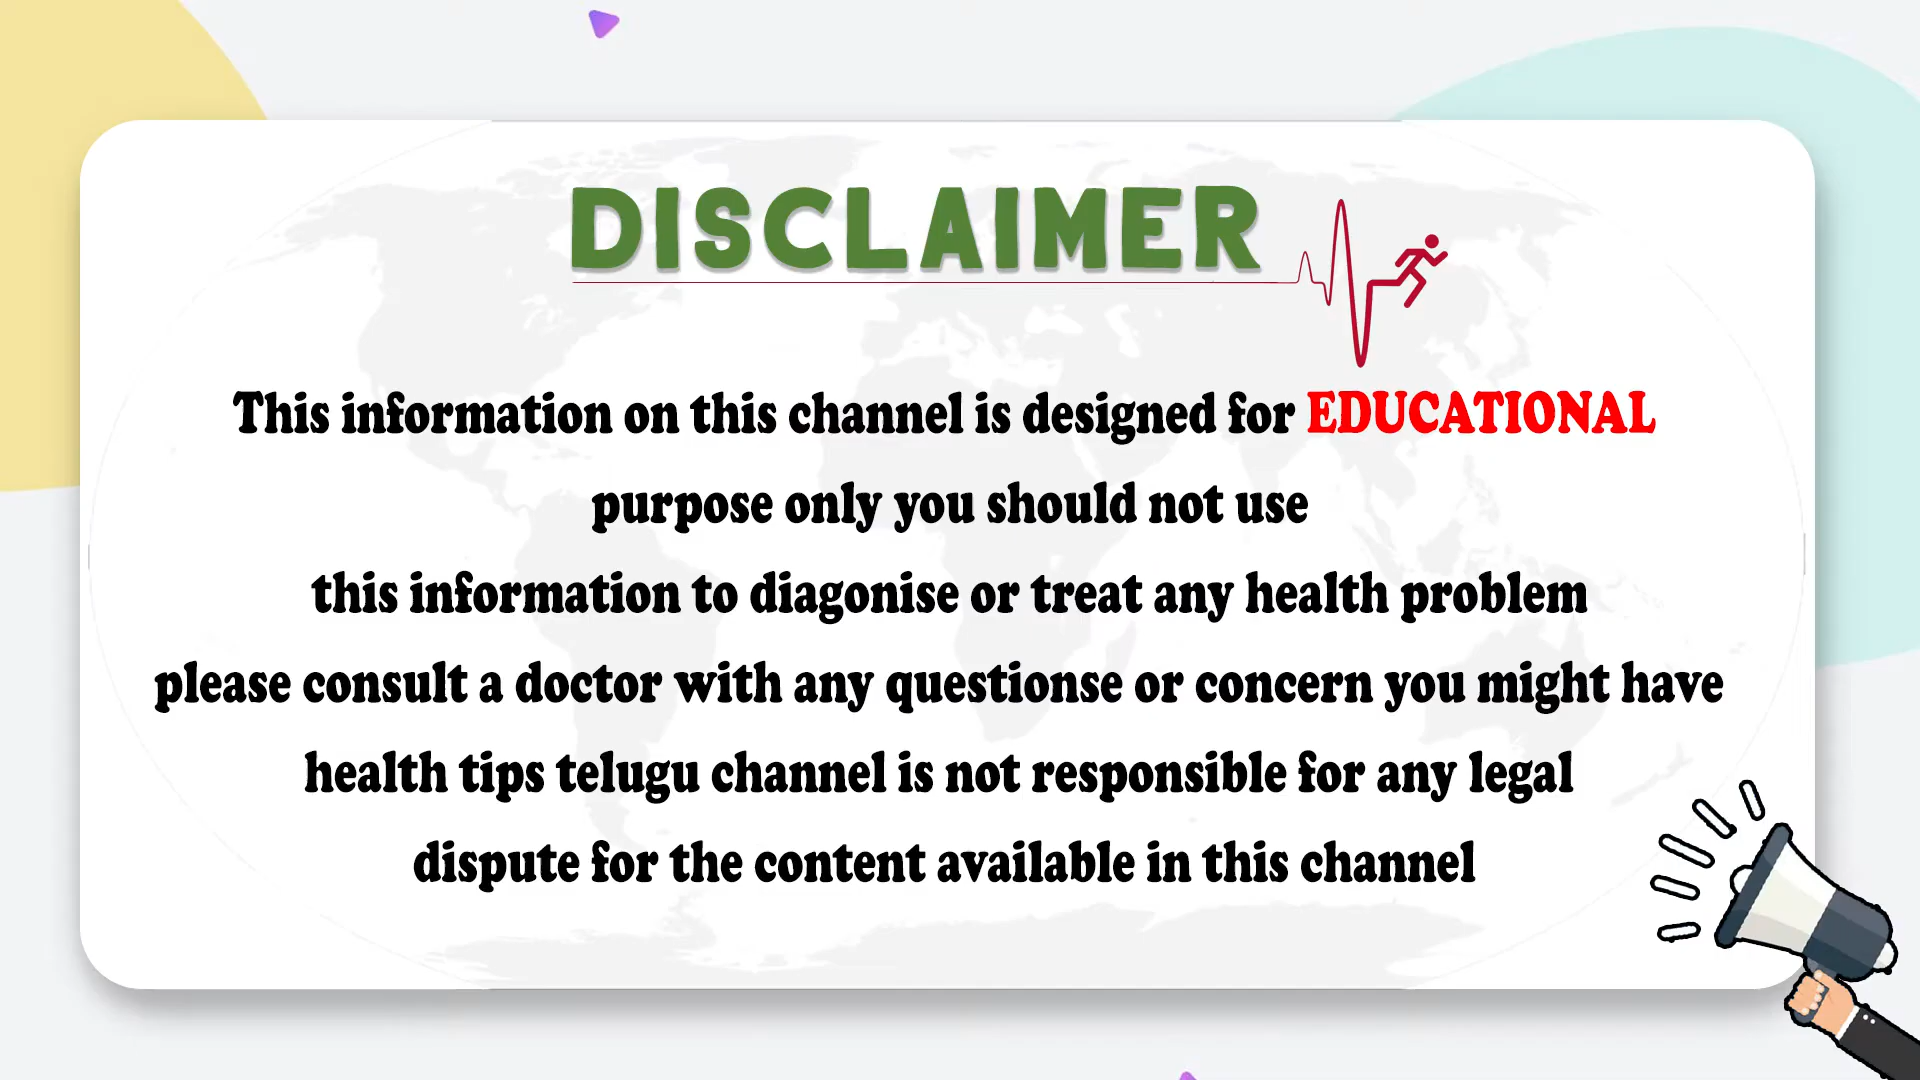 DISCLAIMER
This information on this channel is designed for EDUCATIONAL
purpose only you should not use
this information to diagonise or treat any health problem
please consult a doctor with any questionse or concern you might have
health tips telugu channel is not responsible for any legal
dispute for the content available in this channel